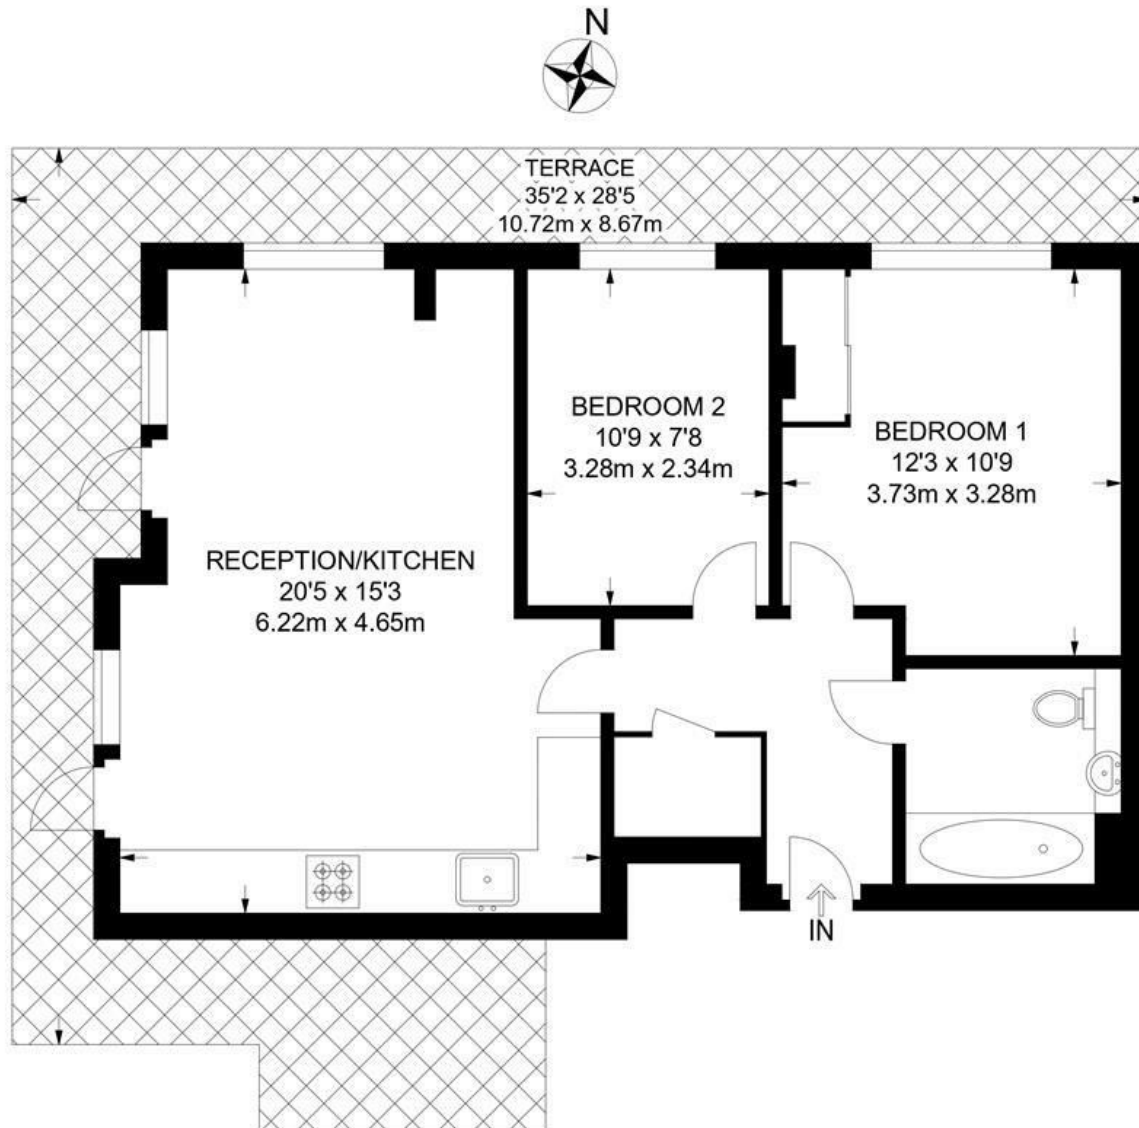 N
TERRACE
35'2 x 28'5
10.72m x 8.67m
BEDROOM 2
10'9 x 7'8
3.28m x 2.34m
BEDROOM 1
12'3 x 10'9
3.73m x 3.28m
RECEPTION/KITCHEN
20'5 x 15'3
6.22m x 4.65m
IN